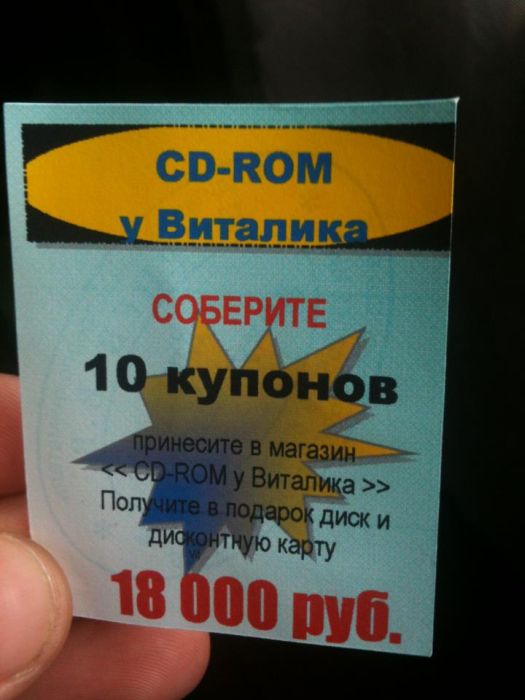 CD-ROM
у Виталика
СОБЕРИТЕ
10 купонов
принесите в магазин
<< CD-ROM у Виталика >>
Получите в подарок диск и
дисконтную карту
18 000 руб.